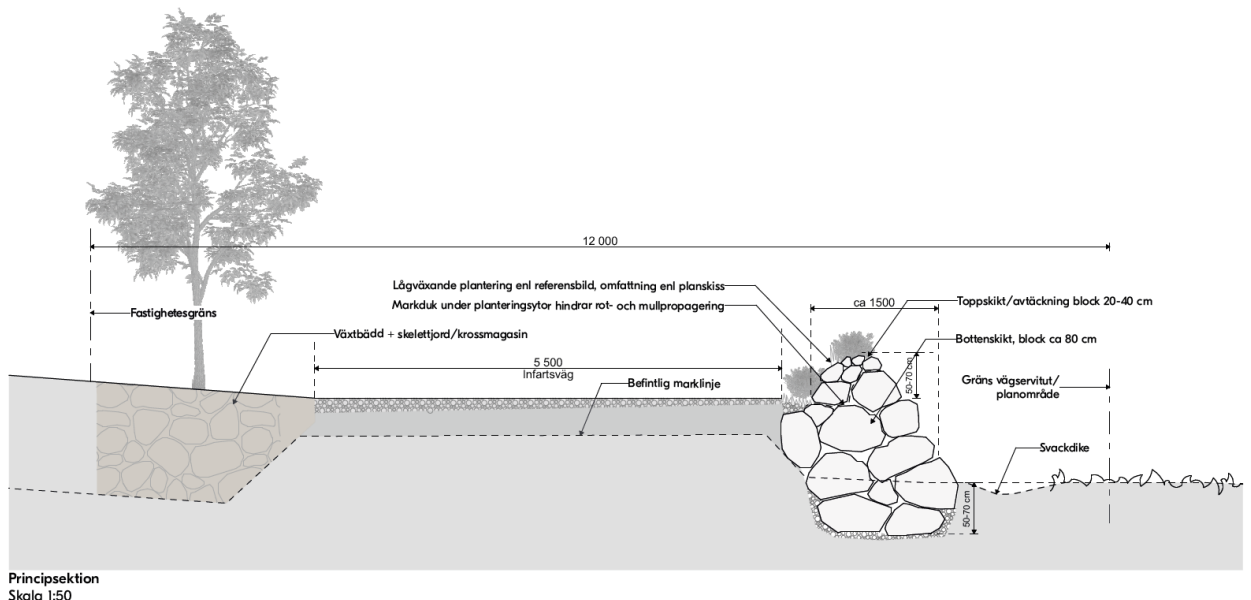 12 000
Lågväxande plantering enl referensbild, omfattning enl planskiss
Markduk under planteringsytor hindrar rot- och mullpropagering
ca 1500
Toppskikt/avtäckning block 20-40 cm
Fastighetesgräns
Växtbädd + skelettjord/krossmagasin
Bottenskikt, block ca 80 cm
5 500
Infartsväg
Befintlig marklinje
50-70 cm
Gräns vägservitut/
planområde
Svackdike
50-70 cm
Principsektion
Skala 1:50